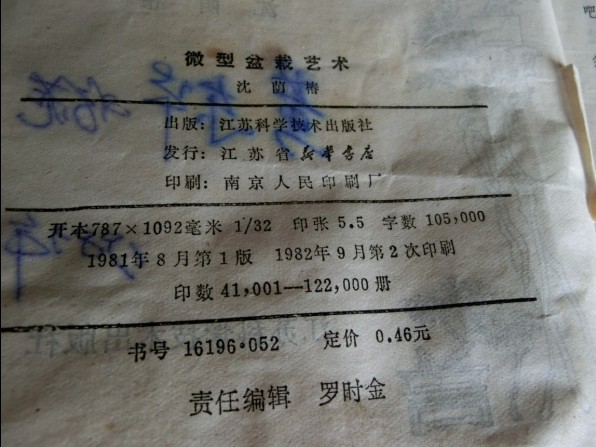 微型盆栽艺术
沈荫椿
出版：江苏科学技术出版社
发行：江苏省新华书店
印刷：南京人民印刷厂
开本787×1092毫米 1/32 印张 5.5 字数 105,000
1981年8月第1版 1982年9月第2次印刷
印数 41,001—122,000 册
书号 16196·052 定价 0.46元
责任编辑 罗时金